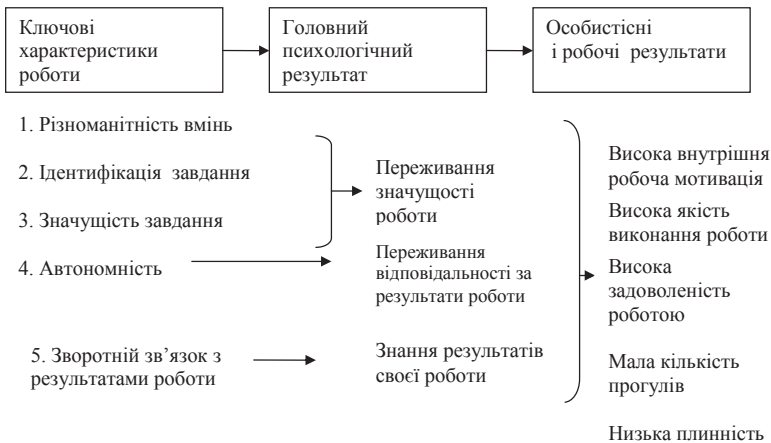 Ключові
характеристики
роботи
Головний
психологічний
результат
Особистісні
і робочі результати
1. Різноманітність вмінь
2. Ідентифікація завдання
3. Значущість завдання
4. Автономність
5. Зворотній зв’язок з
результатами роботи
Переживання
значущості
роботи
Переживання
відповідальності за
результати роботи
Знання результатів
своєї роботи
Висока внутрішня
робоча мотивація
Висока якість
виконання роботи
Висока
задоволеність
роботою
Мала кількість
прогулів
Низька плинність